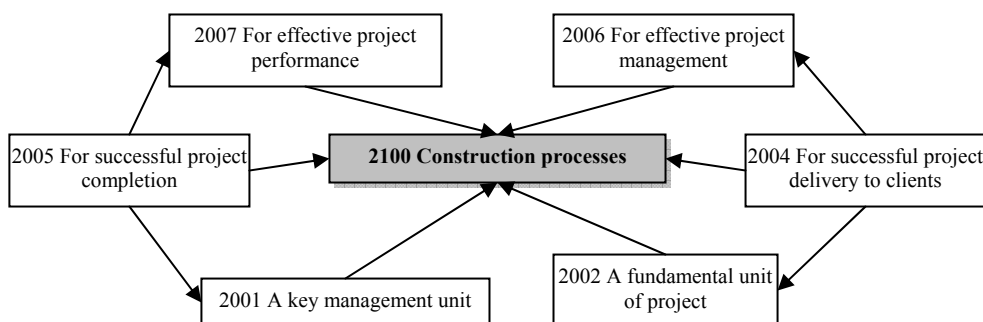 2007 For effective project
performance
2006 For effective project
management
2005 For successful project
completion
2100 Construction processes
2004 For successful project
delivery to clients
2001 A key management unit
2002 A fundamental unit
of project